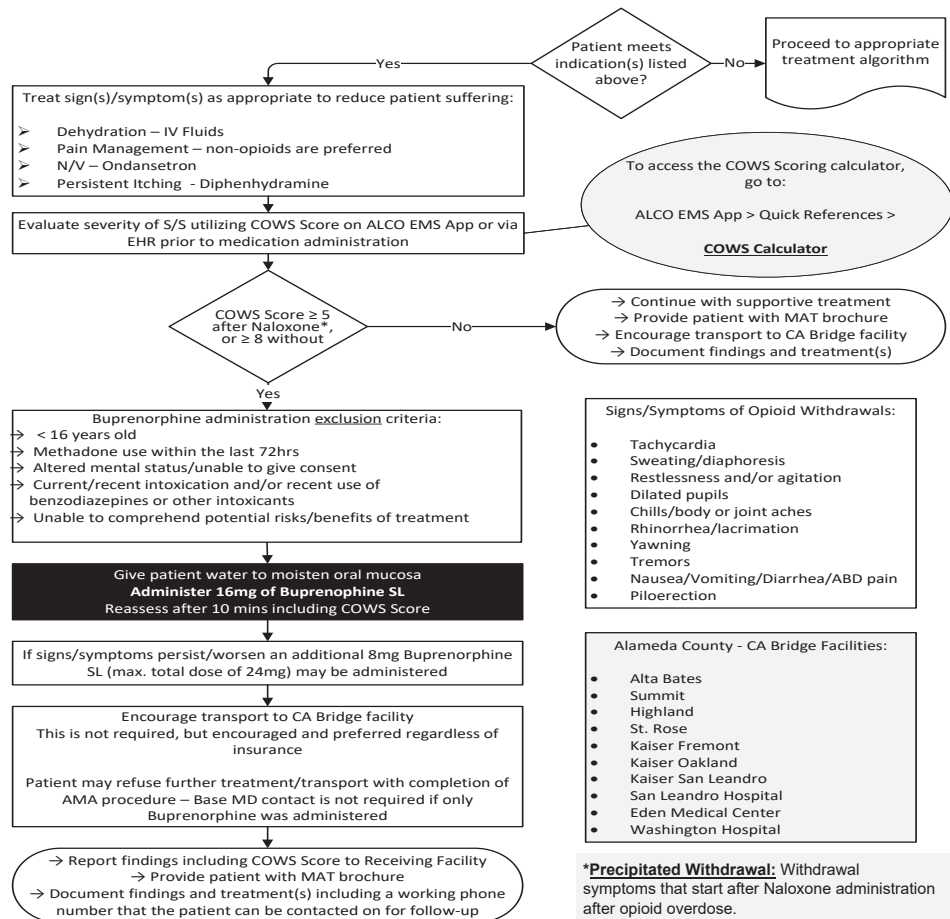 Patient meets
indication(s) listed
above?
Yes
No
Proceed to appropriate
treatment algorithm
Treat sign(s)/symptom(s) as appropriate to reduce patient suffering:
➢ Dehydration – IV Fluids
➢ Pain Management – non-opioids are preferred
➢ N/V – Ondansetron
➢ Persistent Itching - Diphenhydramine
To access the COWS Scoring calculator,
go to:
ALCO EMS App > Quick References >
COWS Calculator
Evaluate severity of S/S utilizing COWS Score on ALCO EMS App or via
EHR prior to medication administration
COWS Score ≥ 5
after Naloxone*,
or ≥ 8 without
No
→ Continue with supportive treatment
→ Provide patient with MAT brochure
→ Encourage transport to CA Bridge facility
→ Document findings and treatment(s)
Yes
Buprenorphine administration exclusion criteria:
→ < 16 years old
→ Methadone use within the last 72hrs
→ Altered mental status/unable to give consent
→ Current/recent intoxication and/or recent use of
benzodiazepines or other intoxicants
→ Unable to comprehend potential risks/benefits of treatment
Signs/Symptoms of Opioid Withdrawals:
• Tachycardia
• Sweating/diaphoresis
• Restlessness and/or agitation
• Dilated pupils
• Chills/body or joint aches
• Rhinorrhea/lacrimation
• Yawning
• Tremors
• Nausea/Vomiting/Diarrhea/ABD pain
• Piloerection
Give patient water to moisten oral mucosa
Administer 16mg of Buprenophine SL
Reassess after 10 mins including COWS Score
If signs/symptoms persist/worsen an additional 8mg Buprenorphine
SL (max. total dose of 24mg) may be administered
Encourage transport to CA Bridge facility
This is not required, but encouraged and preferred regardless of
insurance
Patient may refuse further treatment/transport with completion of
AMA procedure – Base MD contact is not required if only
Buprenorphine was administered
Alameda County - CA Bridge Facilities:
• Alta Bates
• Summit
• Highland
• St. Rose
• Kaiser Fremont
• Kaiser Oakland
• Kaiser San Leandro
• San Leandro Hospital
• Eden Medical Center
• Washington Hospital
→ Report findings including COWS Score to Receiving Facility
→ Provide patient with MAT brochure
→ Document findings and treatment(s) including a working phone
number that the patient can be contacted on for follow-up
*Precipitated Withdrawal: Withdrawal
symptoms that start after Naloxone administration
after opioid overdose.